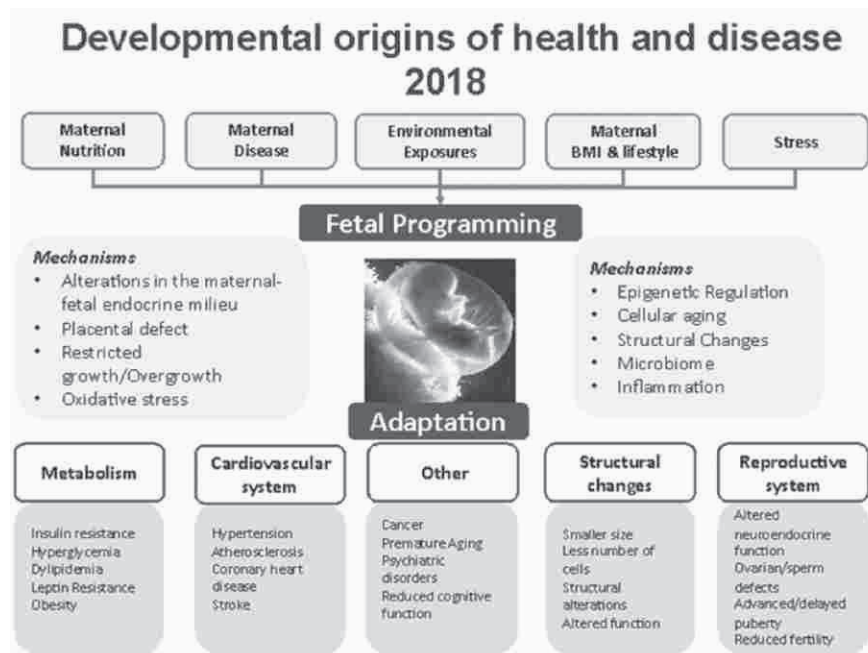 Developmental origins of health and disease
2018
Maternal
Nutrition
Maternal
Disease
Environmental
Exposures
Maternal
BMI & lifestyle
Stress
Fetal Programming
Mechanisms
• Alterations in the maternal-
fetal endocrine milieu
• Placental defect
• Restricted
growth/Overgrowth
• Oxidative stress
Mechanisms
• Epigenetic Regulation
• Cellular aging
• Structural Changes
• Microbiome
• Inflammation
Adaptation
Metabolism
Insulin resistance
Hyperglycemia
Dylipidemia
Leptin Resistance
Obesity
Cardiovascular
system
Hypertension
Atherosclerosis
Coronary heart
disease
Stroke
Other
Cancer
Premature Aging
Psychiatric
disorders
Reduced cognitive
function
Structural
changes
Smaller size
Less number of
cells
Structural
alterations
Altered function
Reproductive
system
Altered
neuroendocrine
function
Ovarian/sperm
defects
Advanced/delayed
puberty
Reduced fertility